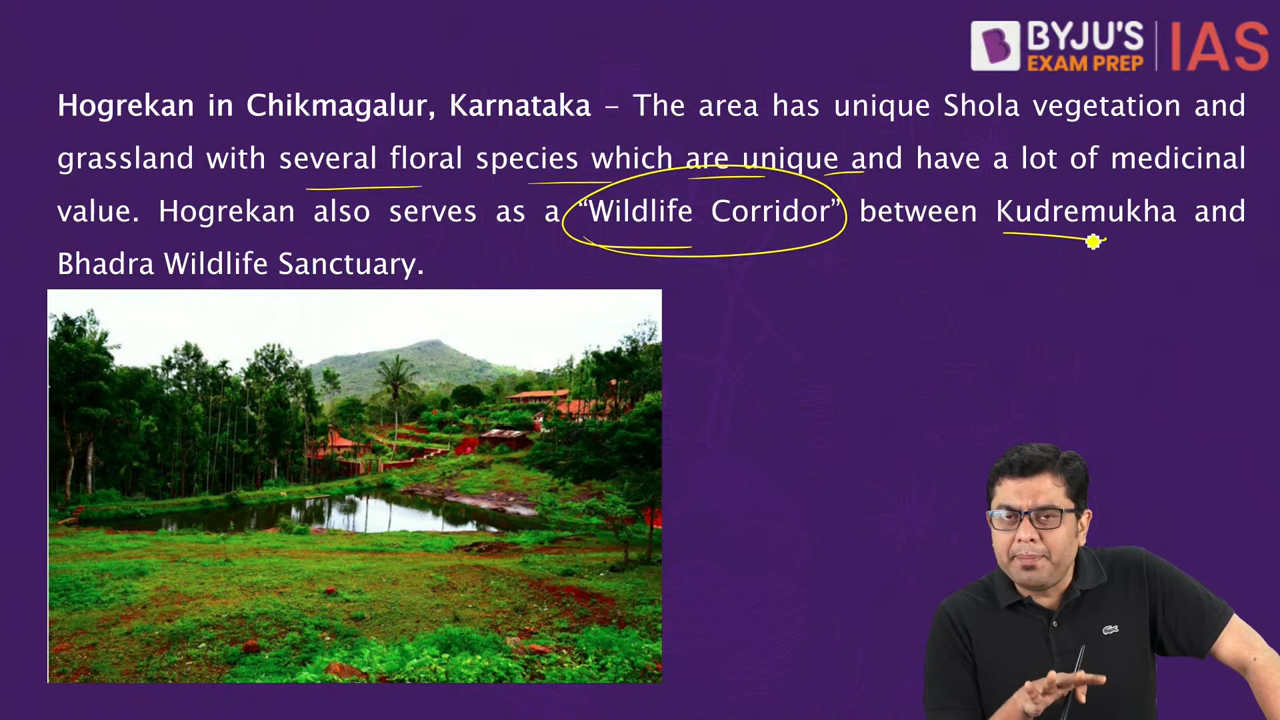 BYJU'S
EXAM PREP
IAS
Hogrekan in Chikmagalur, Karnataka – The area has unique Shola vegetation and
grassland with several floral species which are unique and have a lot of medicinal
value. Hogrekan also serves as a “Wildlife Corridor” between Kudremukha and
Bhadra Wildlife Sanctuary.